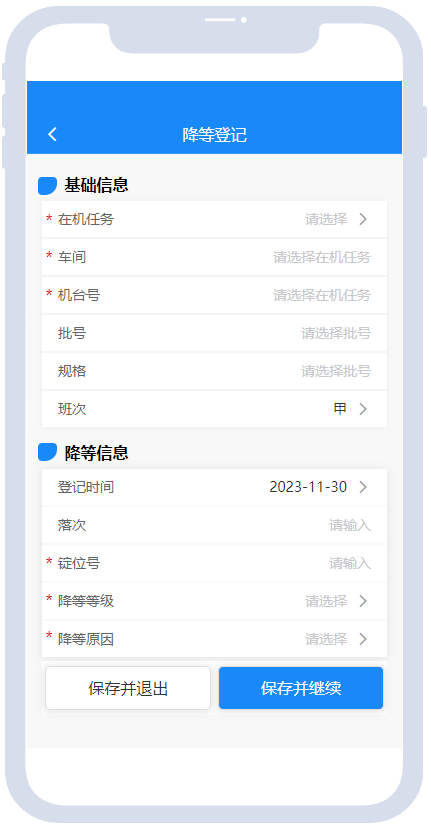 降等登记
基础信息
* 在机任务 请选择
* 车间 请选择在机任务
* 机台号 请选择在机任务
批号 请选择批号
规格 请选择批号
班次 甲
降等信息
登记时间 2023-11-30
落次 请输入
* 锭位号 请输入
* 降等等级 请选择
* 降等原因 请选择
保存并退出 保存并继续